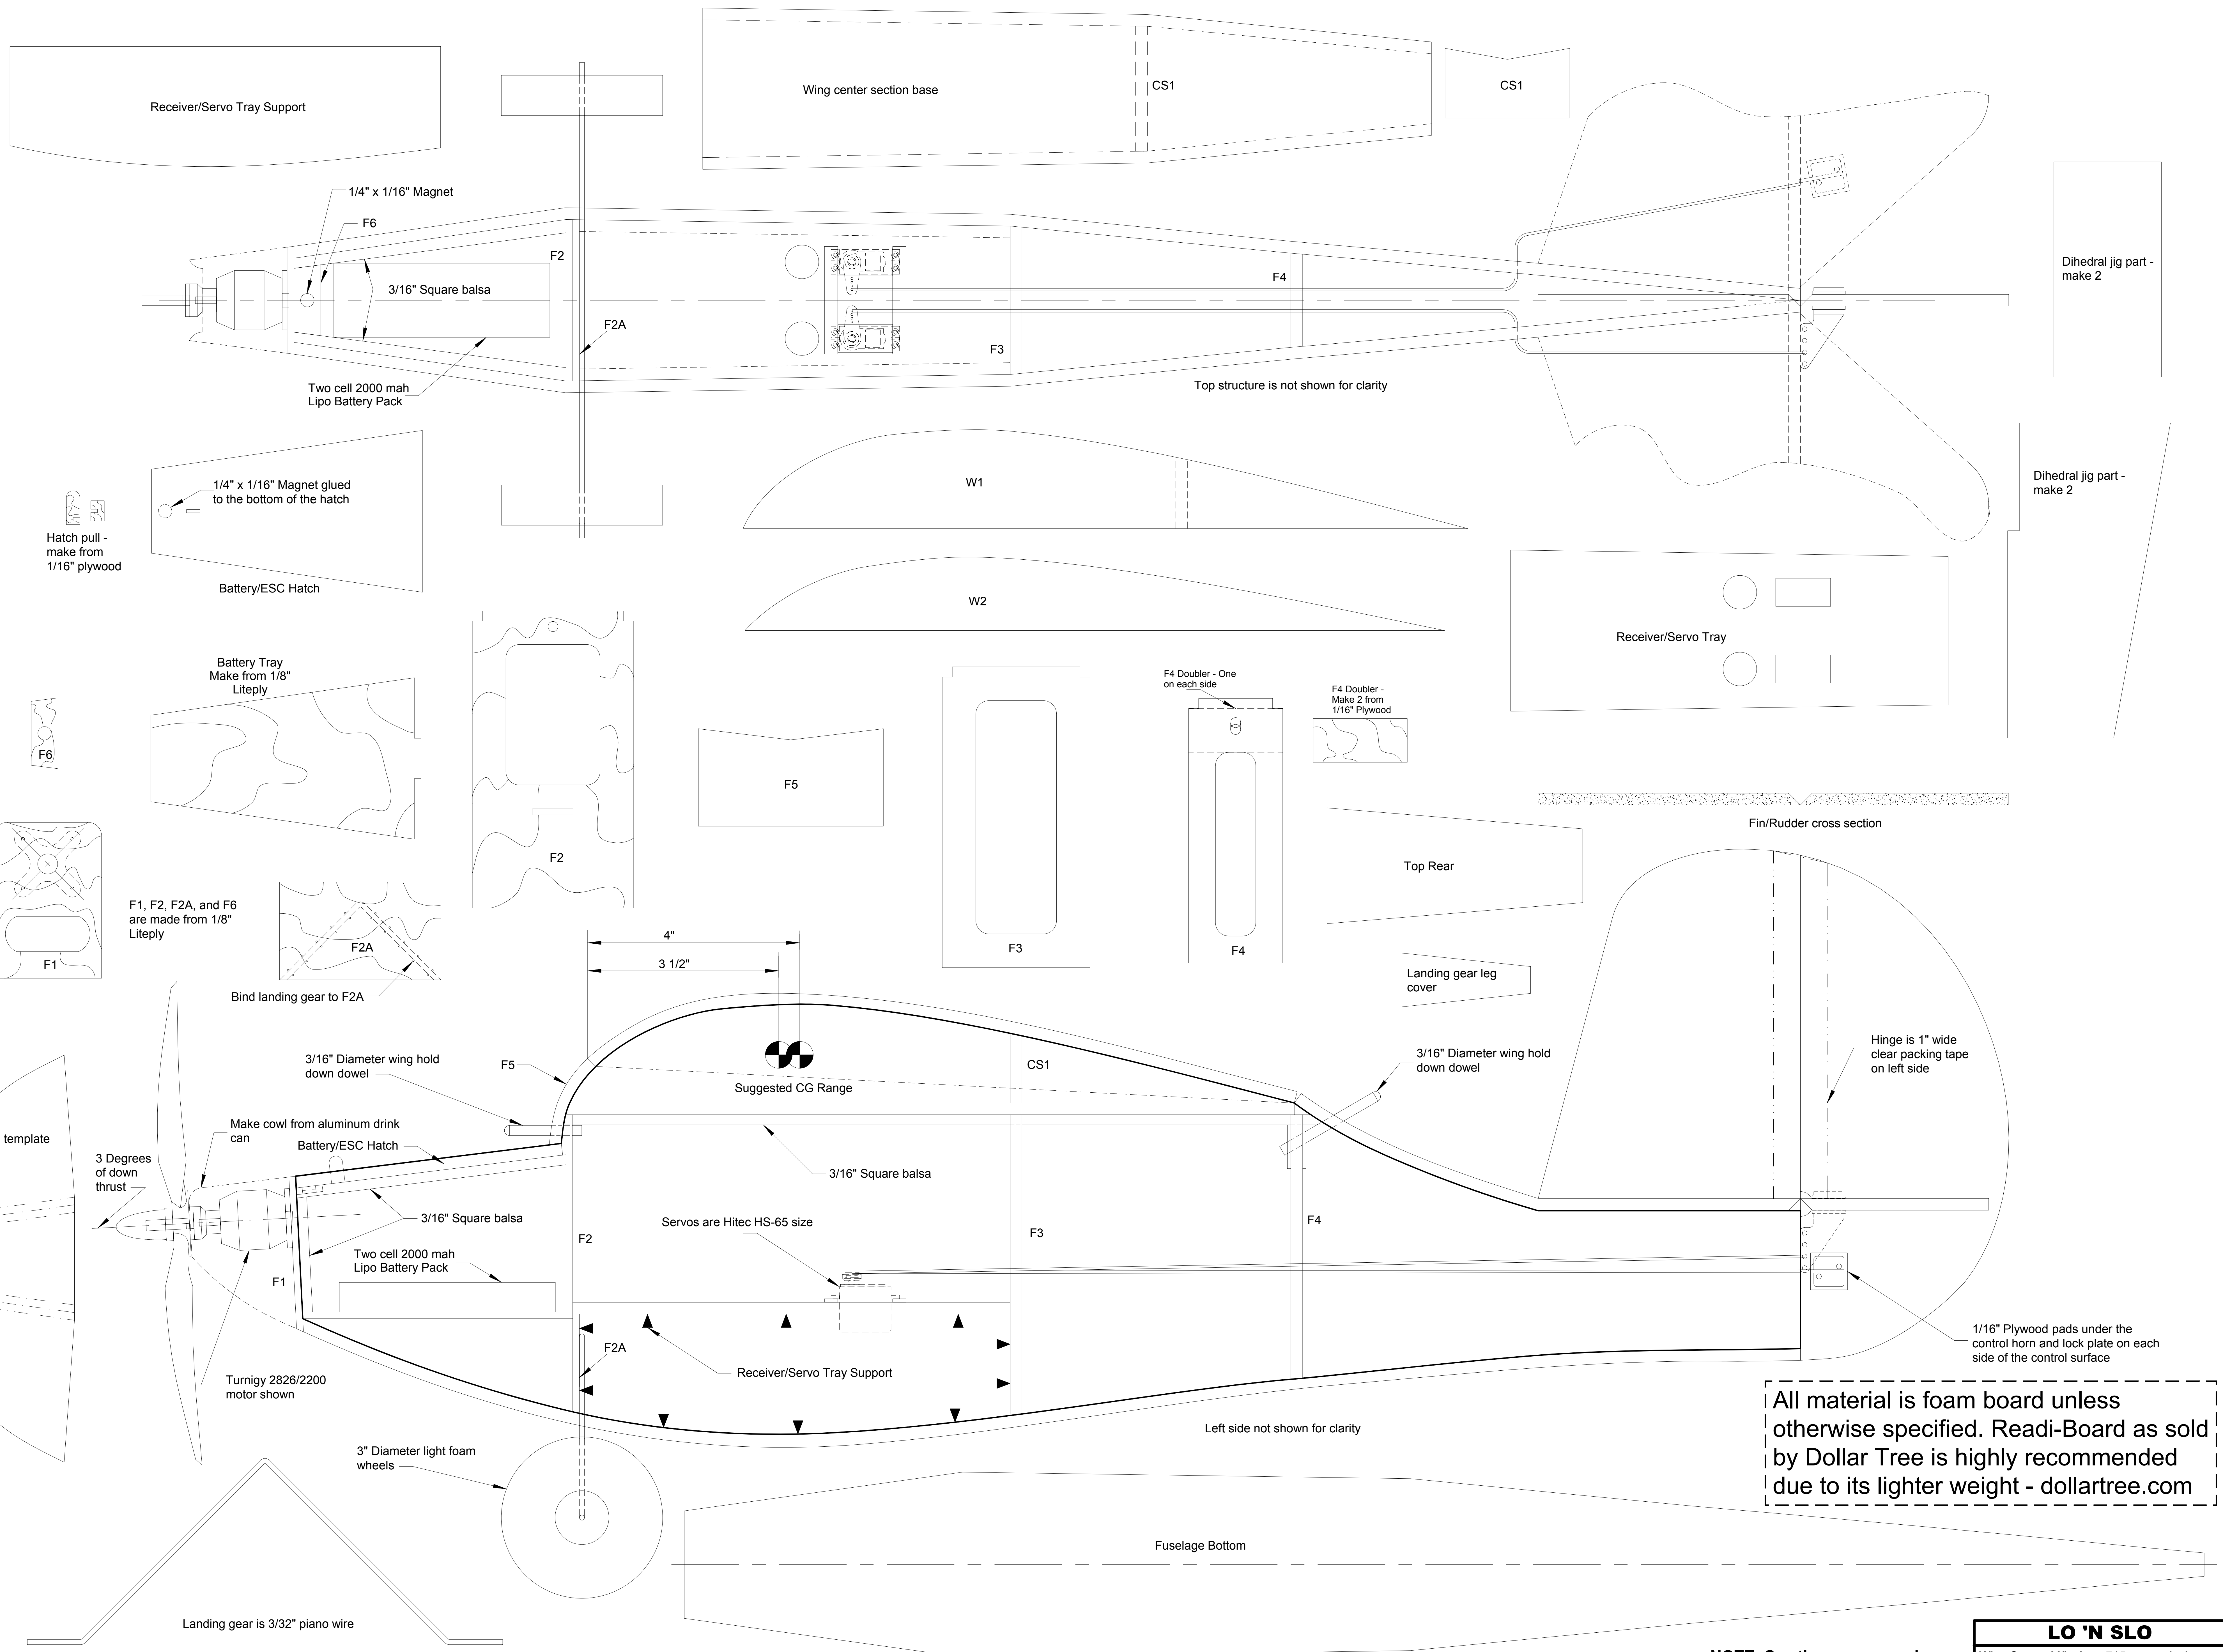 Receiver/Servo Tray Support
Wing center section base
CS1
CS1
1/4" x 1/16" Magnet
F6
F2
3/16" Square balsa
F2A
F3
F4
Two cell 2000 mah
Lipo Battery Pack
Top structure is not shown for clarity
Dihedral jig part -
make 2
Dihedral jig part -
make 2
W1
W2
1/4" x 1/16" Magnet glued
to the bottom of the hatch
Hatch pull -
make from
1/16" plywood
Battery/ESC Hatch
Receiver/Servo Tray
Battery Tray
Make from 1/8"
Liteply
F6
F2
F5
F3
F4 Doubler - One
on each side
F4 Doubler -
Make 2 from
1/16" Plywood
F4
Top Rear
Fin/Rudder cross section
F1
F1, F2, F2A, and F6
are made from 1/8"
Liteply
F2A
Bind landing gear to F2A
Landing gear leg
cover
4"
3 1/2"
3/16" Diameter wing hold
down dowel
F5
Suggested CG Range
CS1
3/16" Diameter wing hold
down dowel
Hinge is 1" wide
clear packing tape
on left side
template
Make cowl from aluminum drink
can
Battery/ESC Hatch
3 Degrees
of down
thrust
3/16" Square balsa
3/16" Square balsa
Servos are Hitec HS-65 size
F2
F3
F4
Two cell 2000 mah
Lipo Battery Pack
F1
F2A
Receiver/Servo Tray Support
Turnigy 2826/2200
motor shown
1/16" Plywood pads under the
control horn and lock plate on each
side of the control surface
Left side not shown for clarity
3" Diameter light foam
wheels
All material is foam board unless
otherwise specified. Readi-Board as sold
by Dollar Tree is highly recommended
due to its lighter weight - dollartree.com
Fuselage Bottom
Landing gear is 3/32" piano wire
LO 'N SLO